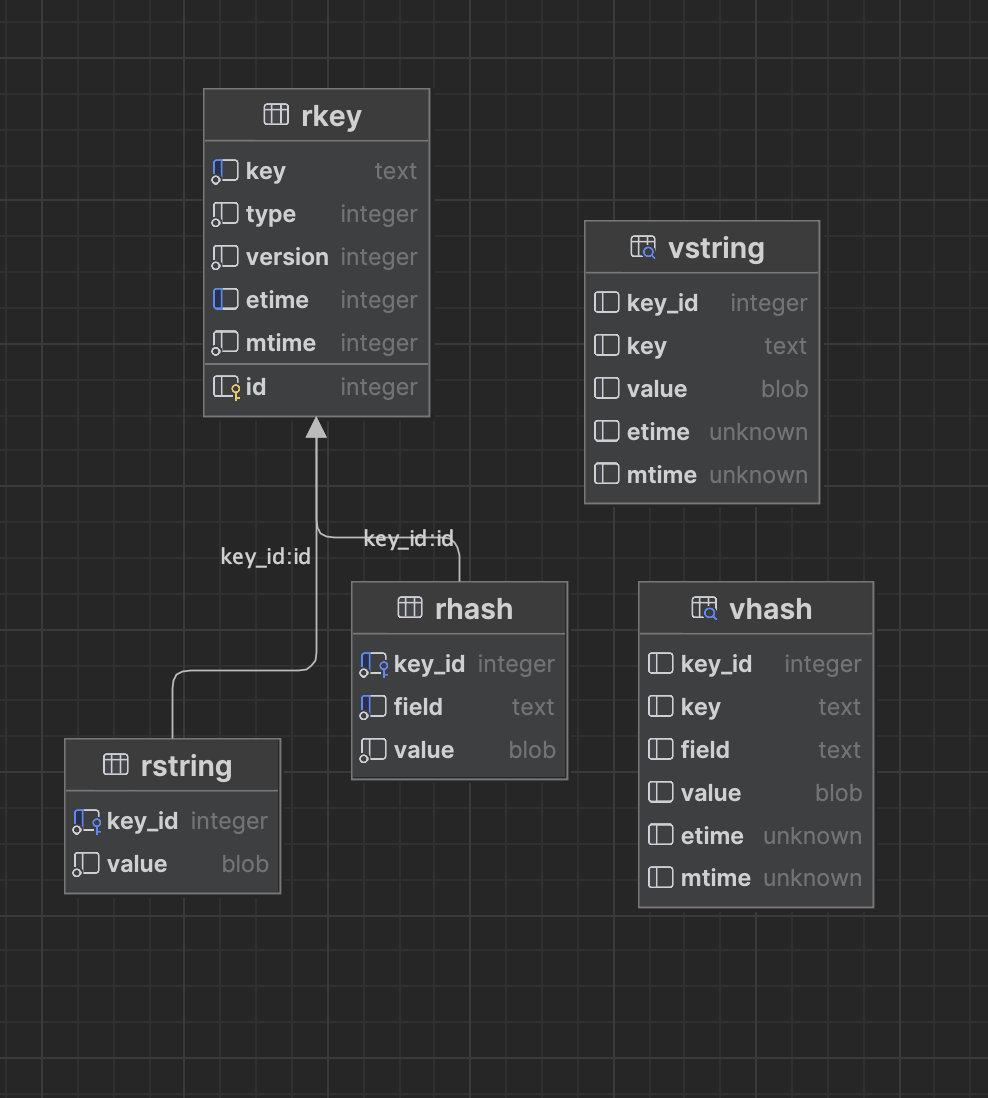 rkey
key text
type integer
version integer
etime integer
mtime integer
id integer
vstring
key_id integer
key text
value blob
etime unknown
mtime unknown
key_id:id
key_id:id
rhash
key_id integer
field text
value blob
vhash
key_id integer
key text
field text
value blob
etime unknown
mtime unknown
rstring
key_id integer
value blob